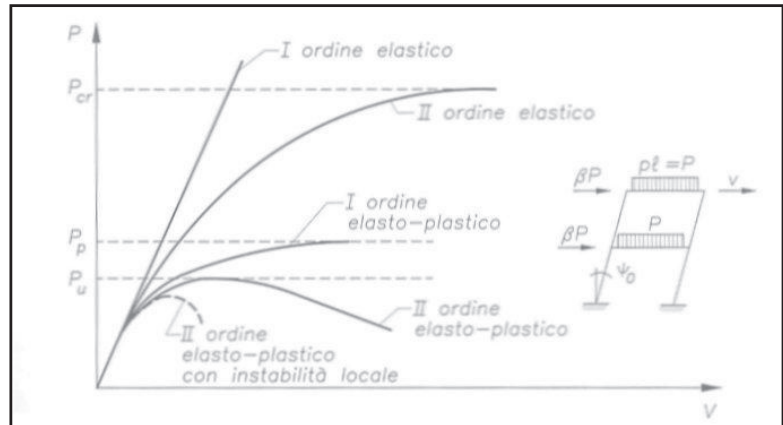 P
I ordine elastico
P_cr
II ordine elastico
I ordine
elasto-plastico
P_p
P_u
II ordine
elasto-plastico
con instabilità locale
II ordine
elasto-plastico
V
pℓ=P
βP
v
P
βP
ψ₀